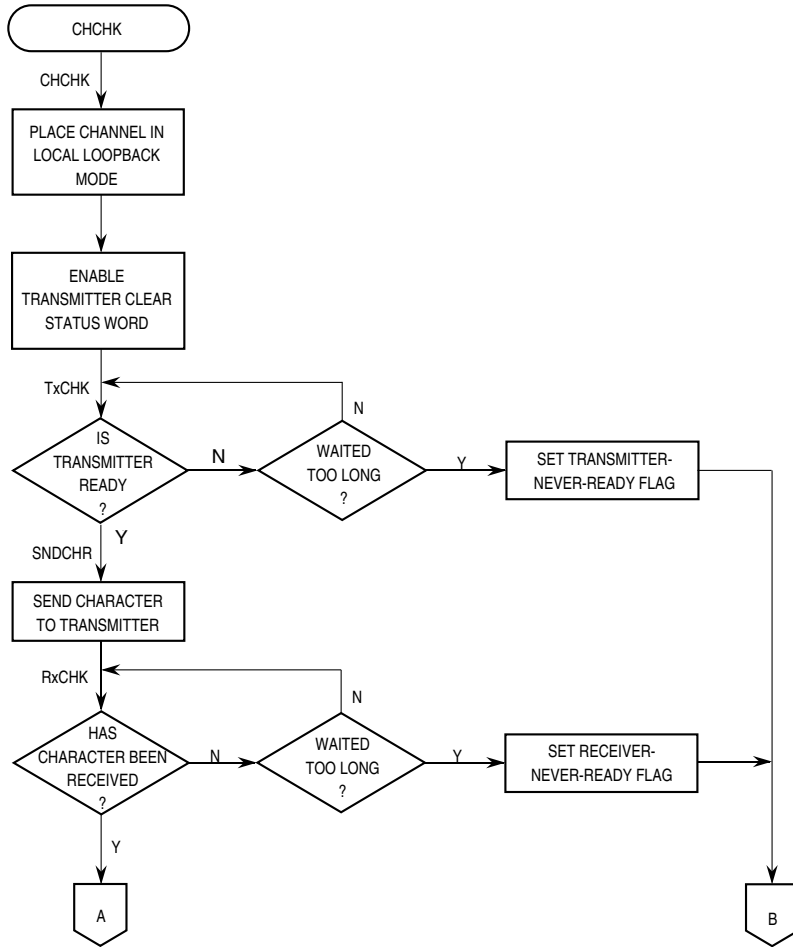 CHCHK
CHCHK
PLACE CHANNEL IN
LOCAL LOOPBACK
MODE
ENABLE
TRANSMITTER CLEAR
STATUS WORD
TxCHK
N
IS
TRANSMITTER
READY
?
N
WAITED
TOO LONG
?
Y
SET TRANSMITTER-
NEVER-READY FLAG
Y
SNDCHR
SEND CHARACTER
TO TRANSMITTER
RxCHK
N
HAS
CHARACTER BEEN
RECEIVED
?
N
WAITED
TOO LONG
?
Y
SET RECEIVER-
NEVER-READY FLAG
Y
A
B